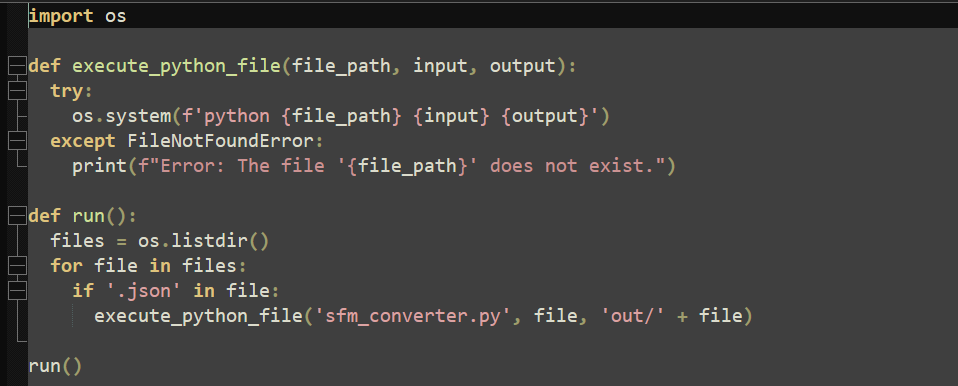 import os
def execute_python_file(file_path, input, output):
try:
os.system(f'python {file_path} {input} {output}')
except FileNotFoundError:
print(f"Error: The file '{file_path}' does not exist.")
def run():
files = os.listdir()
for file in files:
if '.json' in file:
execute_python_file('sfm_converter.py', file, 'out/' + file)
run()